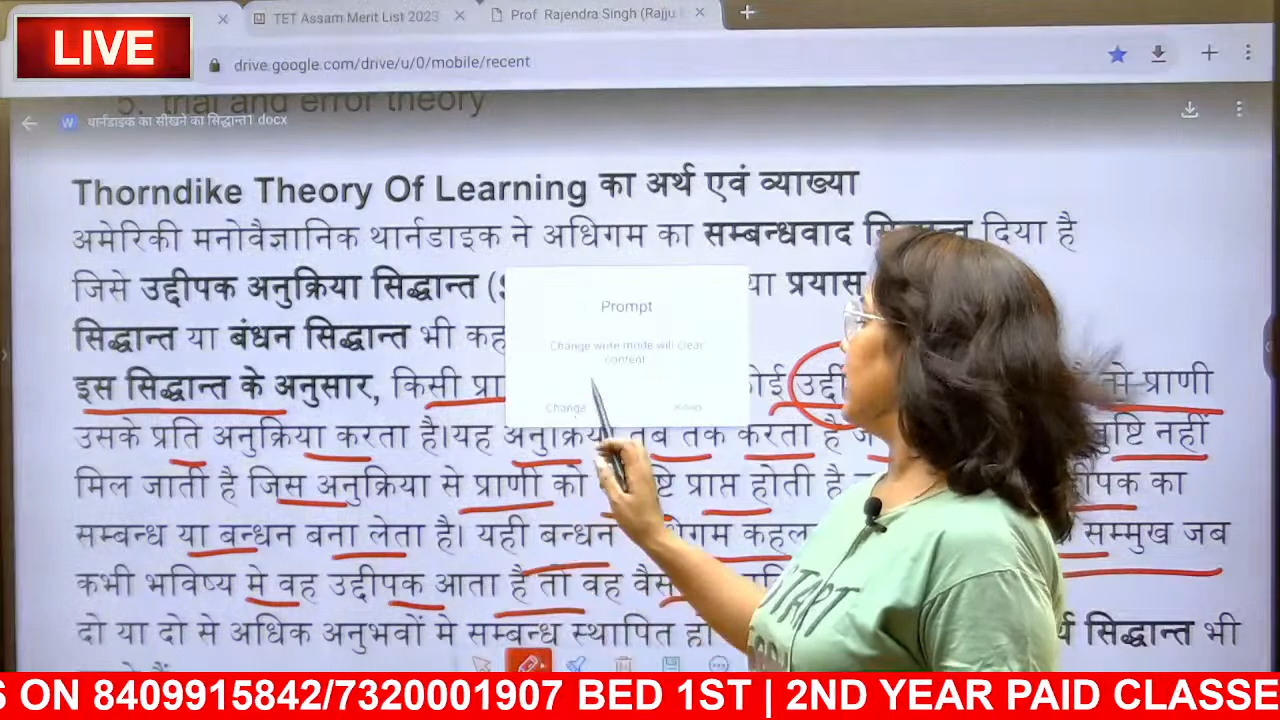 LIVE
TET Assam Merit List 2023
Prof Rajendra Singh (Rajju
drive.google.com/drive/u/0/mobile/recent
5. trial and error theory
थार्नडाइक का सीखने का सिद्धान्त1.docx
Thorndike Theory Of Learning का अर्थ एवं व्याख्या
अमेरिकी मनोवैज्ञानिक थार्नडाइक ने अधिगम का सम्बन्धवाद सिद्धान्त दिया है
जिसे उद्दीपक अनुक्रिया सिद्धान्त ( प्रयास
सिद्धान्त या बंधन सिद्धान्त भी
Prompt
Change write mode will clear
content
Change
इस सिद्धान्त के अनुसार, किसी तो प्राणी
उसके प्रति अनुक्रिया करता है।यह अनुक्रिया तब तक करता है नहीं
मिल जाती है जिस अनुक्रिया से प्राणी को प्राप्त होती है का
सम्बन्ध या बन्धन बना लेता है। यही बन्धन सम्मुख जब
कभी भविष्य मे वह उद्दीपक आता है तो वह
दो या दो से अधिक अनुभवों मे सम्बन्ध स्थापित सिद्धान्त भी
START
S ON 8409915842/7320001907 BED 1ST | 2ND YEAR PAID CLASSE